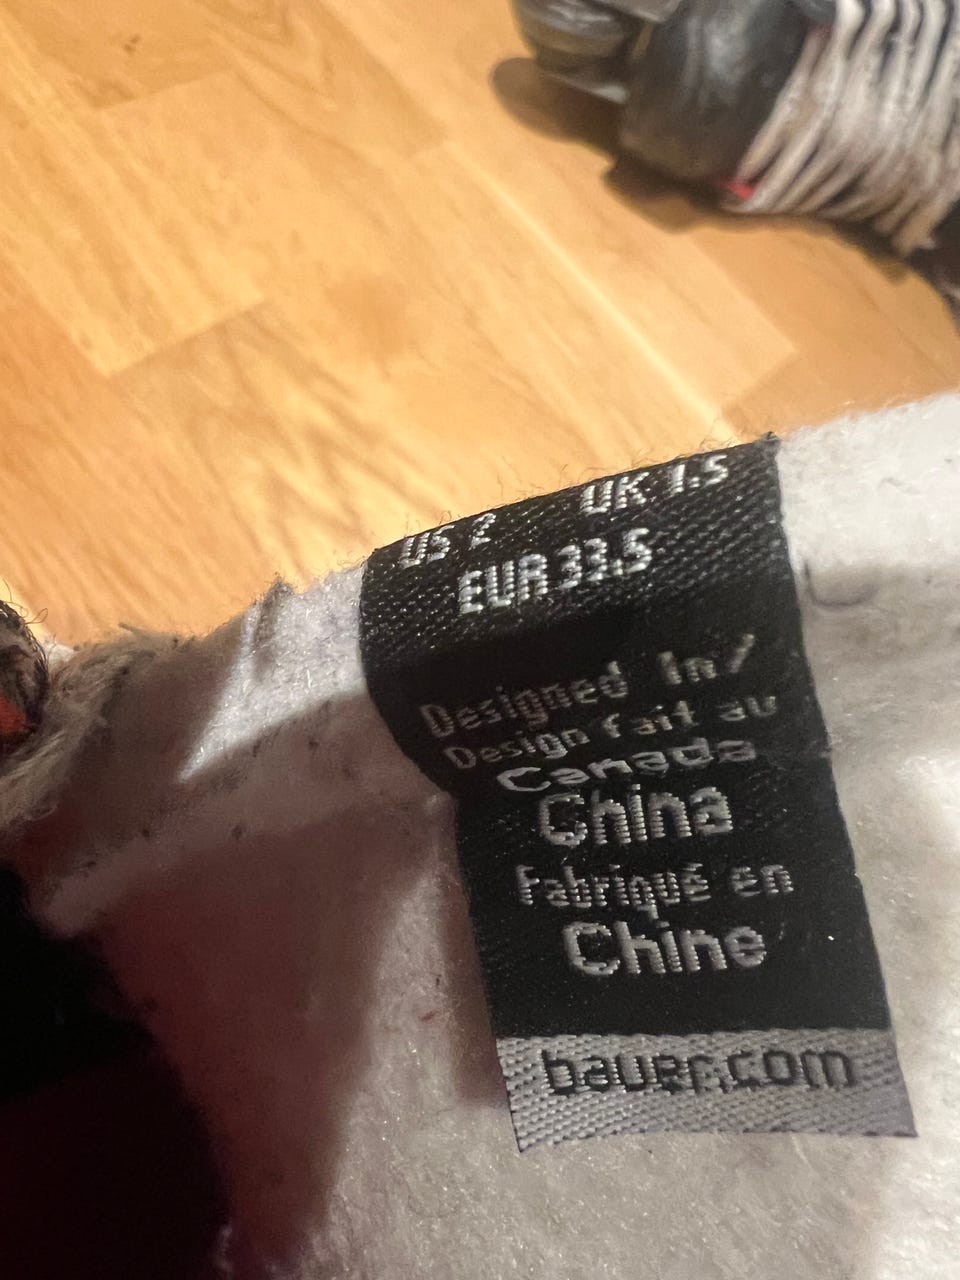 US 2 UK 1.5
EUR 33.5
Designed In/
Design fait au
Canada
China
Fabriqué en
Chine
bauer.com